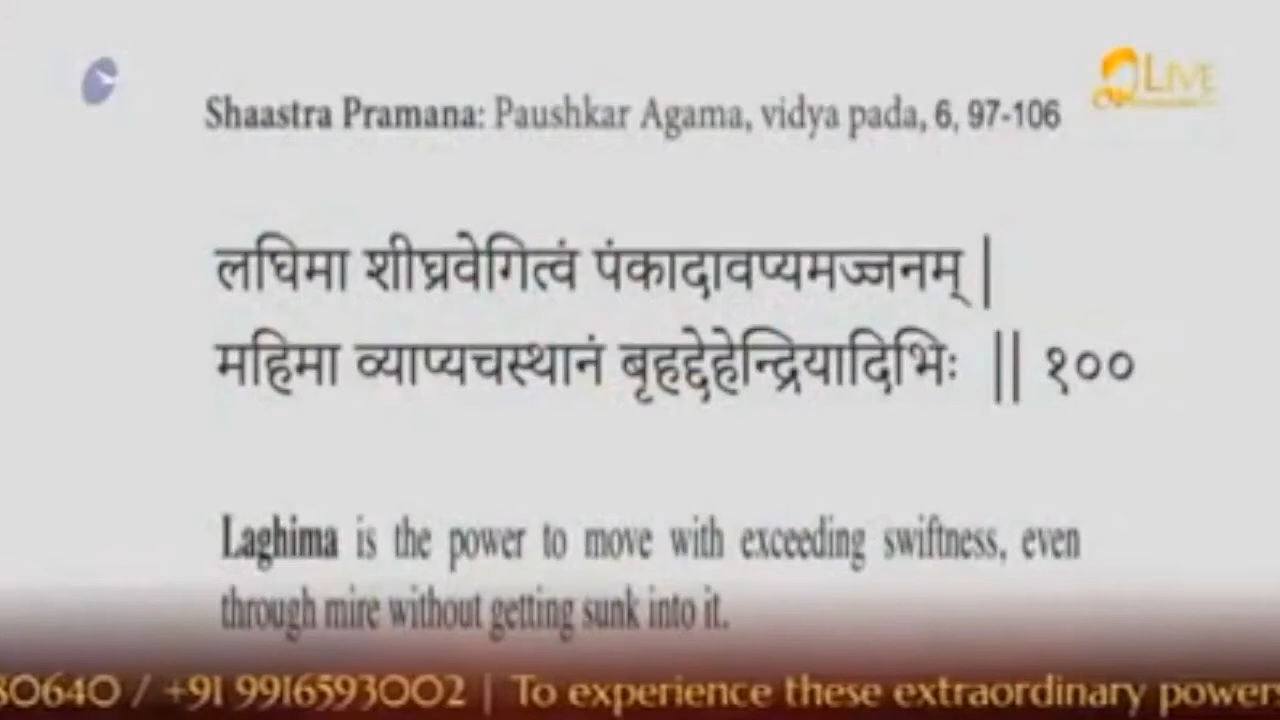 LIVE
Shaastra Pramana: Paushkar Agama, vidya pada, 6, 97-106
लघिमा शीघ्रवेगित्वं पंकादावप्यमज्जनम् |
महिमा व्याप्यचस्थानं बृहद्देहेन्द्रियादिभिः || १००
Laghima is the power to move with exceeding swiftness, even
through mire without getting sunk into it.
80640 / +91 9916593002 | To experience these extraordinary powers